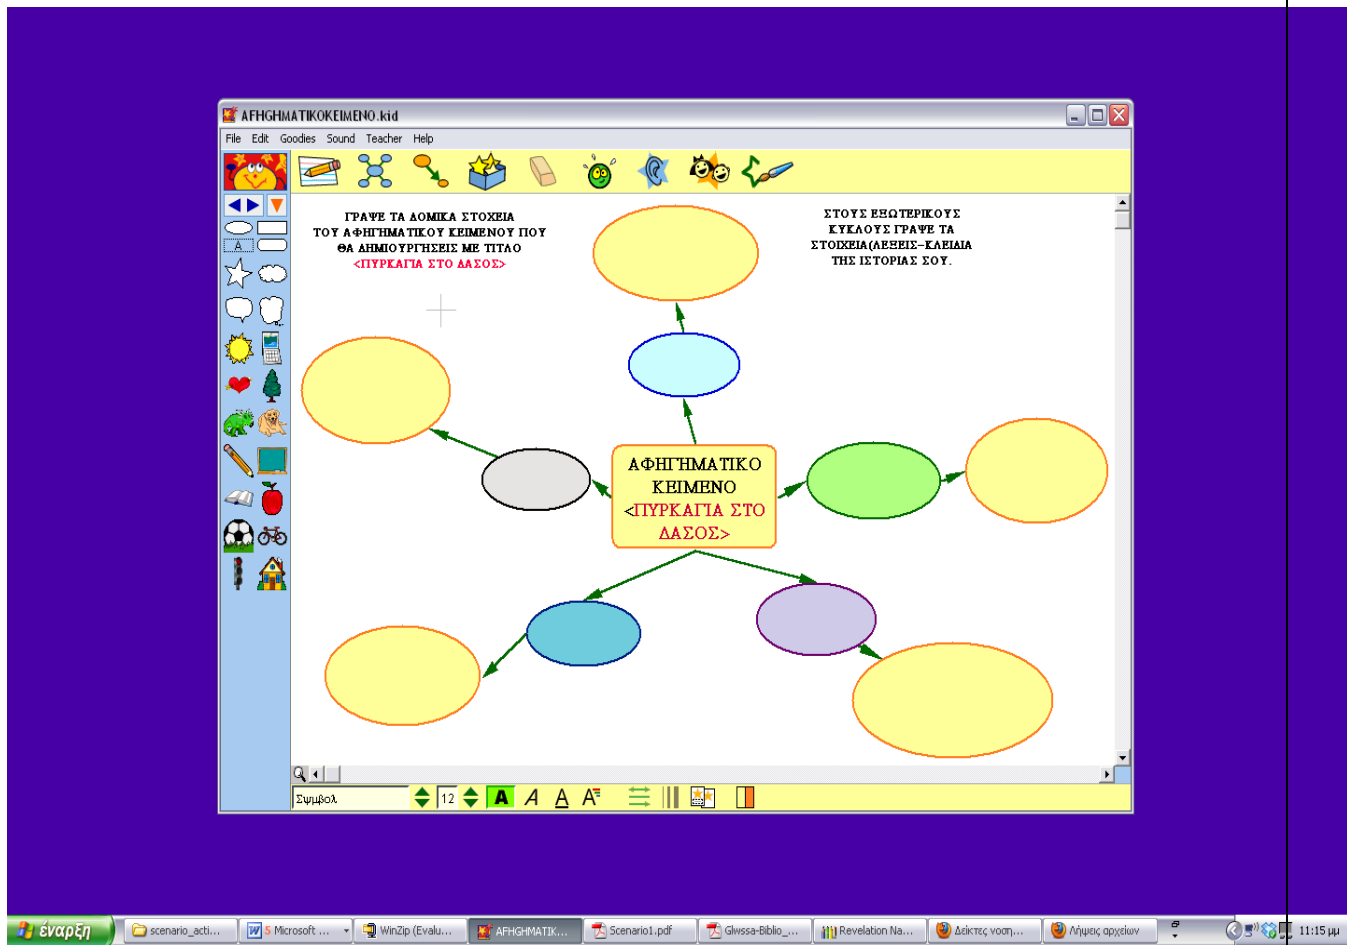 AFHGHMATIKOKEIMENO.kid
File Edit Goodies Sound Teacher Help
A
ΓΡΑΨΕ ΤΑ ΔΟΜΙΚΑ ΣΤΟΧΕΙΑ
ΤΟΥ ΑΦΗΓΗΜΑΤΙΚΟΥ ΚΕΙΜΕΝΟΥ ΠΟΥ
ΘΑ ΔΗΜΙΟΥΡΓΗΣΕΙΣ ΜΕ ΤΙΤΛΟ
<ΠΥΡΚΑΓΙΑ ΣΤΟ ΔΑΣΟΣ>
ΣΤΟΥΣ ΕΞΩΤΕΡΙΚΟΥΣ
ΚΥΚΛΟΥΣ ΓΡΑΨΕ ΤΑ
ΣΤΟΙΧΕΙΑ(ΛΕΞΕΙΣ-ΚΛΕΙΔΙΑ
ΤΗΣ ΙΣΤΟΡΙΑΣ ΣΟΥ.
ΑΦΗΓΗΜΑΤΙΚΟ
ΚΕΙΜΕΝΟ
<ΠΥΡΚΑΓΙΑ ΣΤΟ
ΔΑΣΟΣ>
Σψμβολ 12 A A A A
έναρξη scenario_acti... 5 Microsoft ... WinZip (Evalu... AFHGHMATIK... Scenario1.pdf Glwssa-Biblio_... Revelation Na... Δείκτες νοση... Λήψεις αρχείων 11:15 μμ